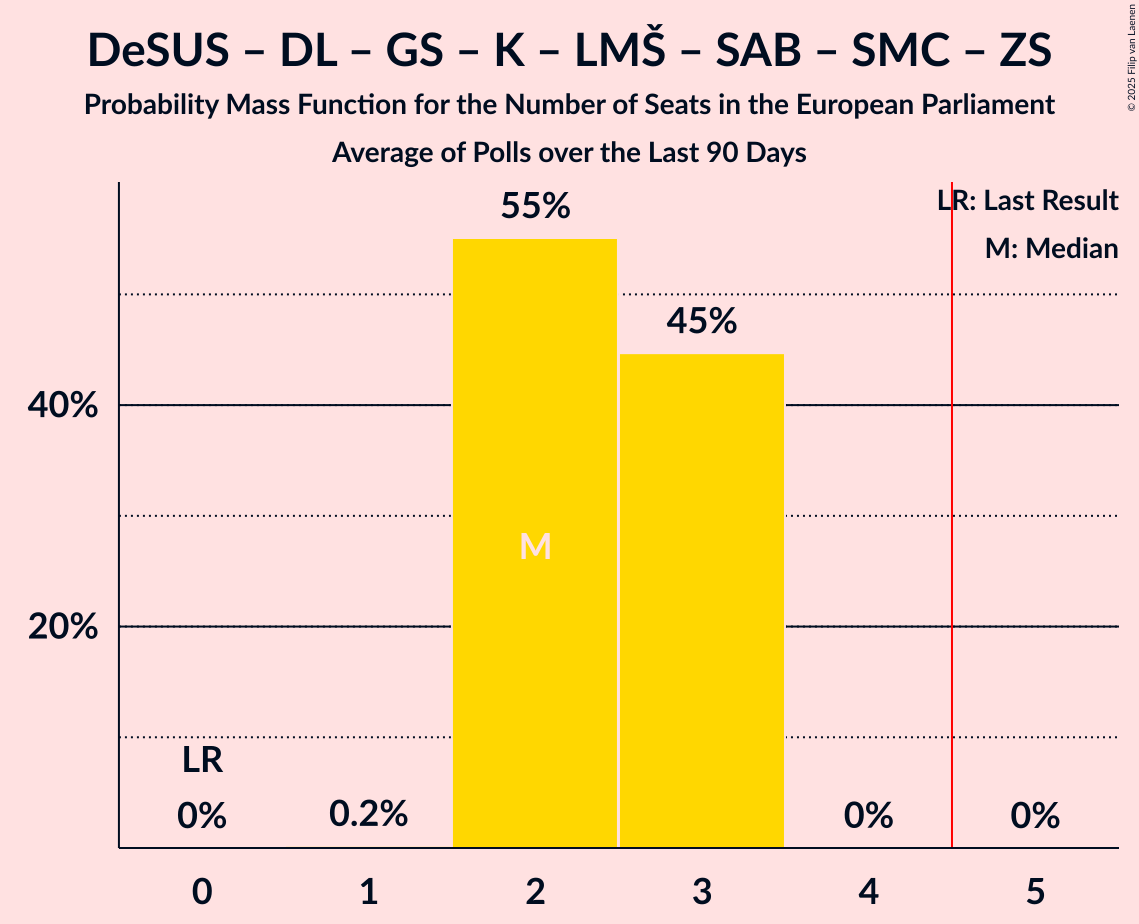 DeSUS – DL – GS – K – LMŠ – SAB – SMC – ZS
Probability Mass Function for the Number of Seats in the European Parliament
Average of Polls over the Last 90 Days
© 2025 Filip van Laenen
LR: Last Result
M: Median
55%
45%
40%
M
20%
LR
0%
0.2%
0%
0%
0 1 2 3 4 5